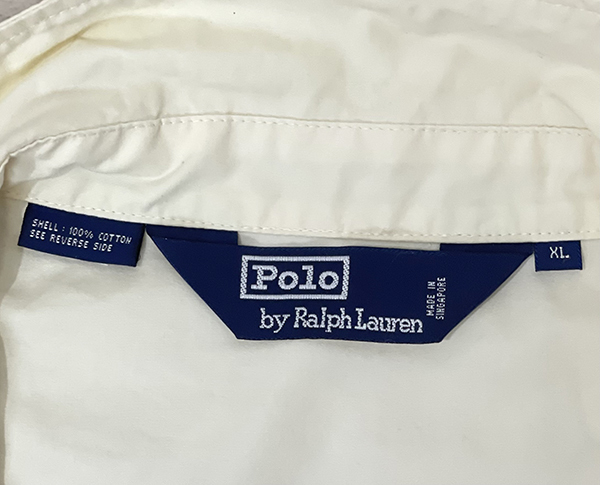 SHELL : 100% COTTON
SEE REVERSE SIDE
Polo
by Ralph Lauren
MADE IN
SINGAPORE
XL